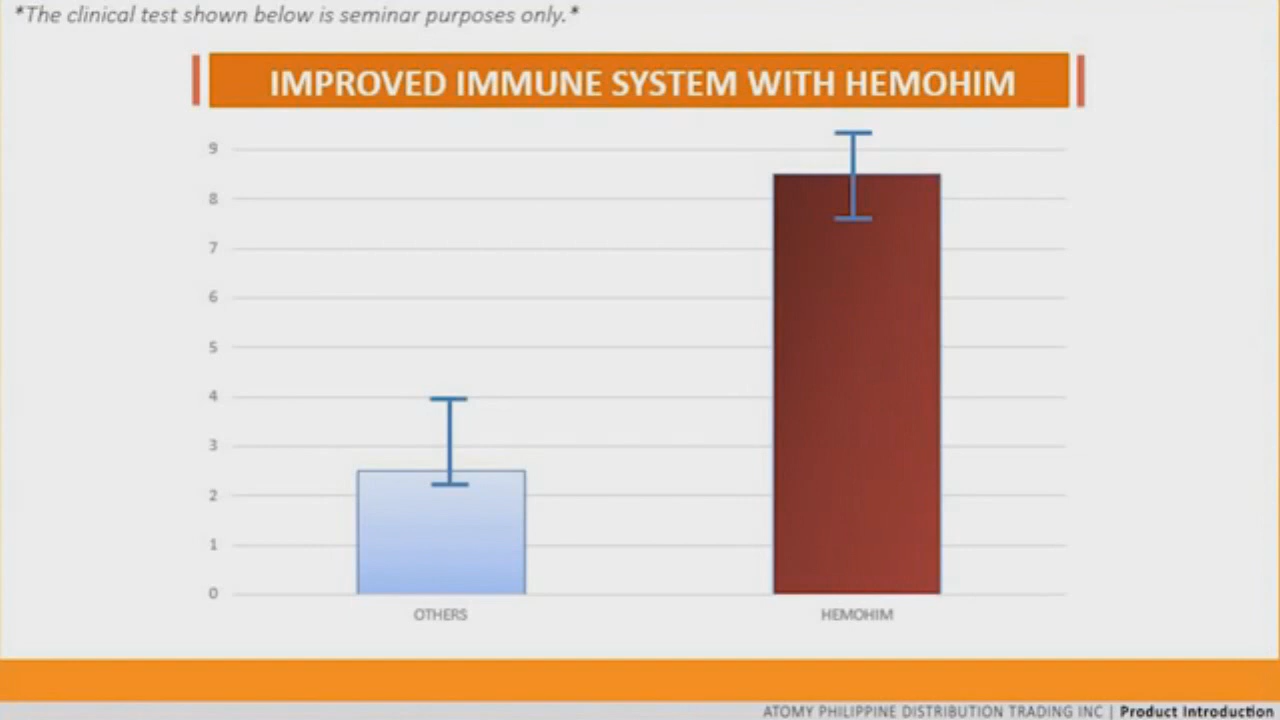 *The clinical test shown below is seminar purposes only.*
IMPROVED IMMUNE SYSTEM WITH HEMOHIM
9
8
7
6
5
4
3
2
1
0
OTHERS HEMOHIM
ATOMY PHILIPPINE DISTRIBUTION TRADING INC | Product Introduction